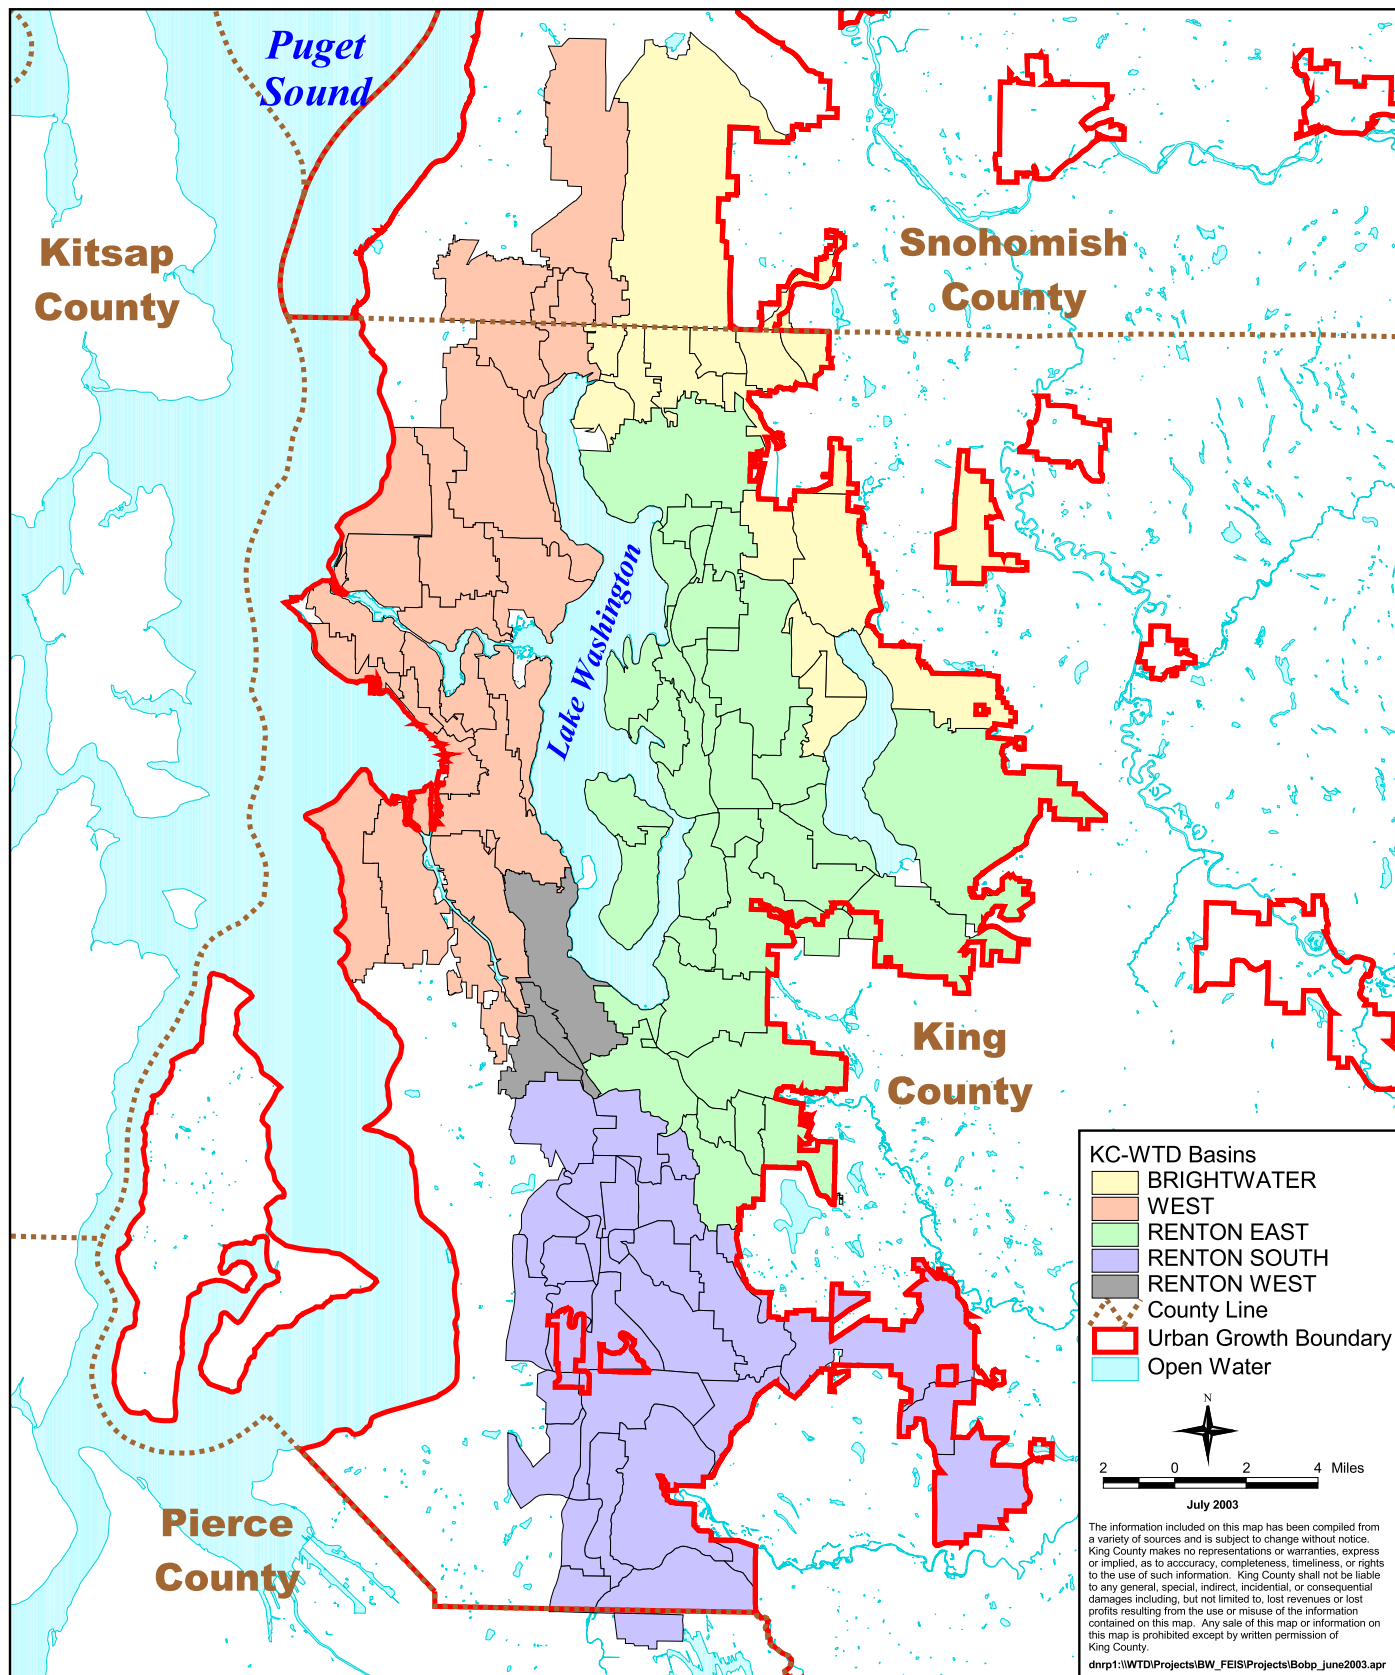 Puget
Sound
Kitsap
County
Snohomish
County
Lake Washington
King
County
Pierce
County
KC-WTD Basins
BRIGHTWATER
WEST
RENTON EAST
RENTON SOUTH
RENTON WEST
County Line
Urban Growth Boundary
Open Water
N
2 0 2 4 Miles
July 2003
The information included on this map has been compiled from
a variety of sources and is subject to change without notice.
King County makes no representations or warranties, express
or implied, as to acccuracy, completeness, timeliness, or rights
to the use of such information. King County shall not be liable
to any general, special, indirect, incidental, or consequential
damages including, but not limited to, lost revenues or lost
profits resulting from the use or misuse of the information
contained on this map. Any sale of this map or information on
this map is prohibited except by written permission of
King County.
dnrp1:\\WTD\Projects\BW_FEIS\Projects\Bobp_june2003.apr